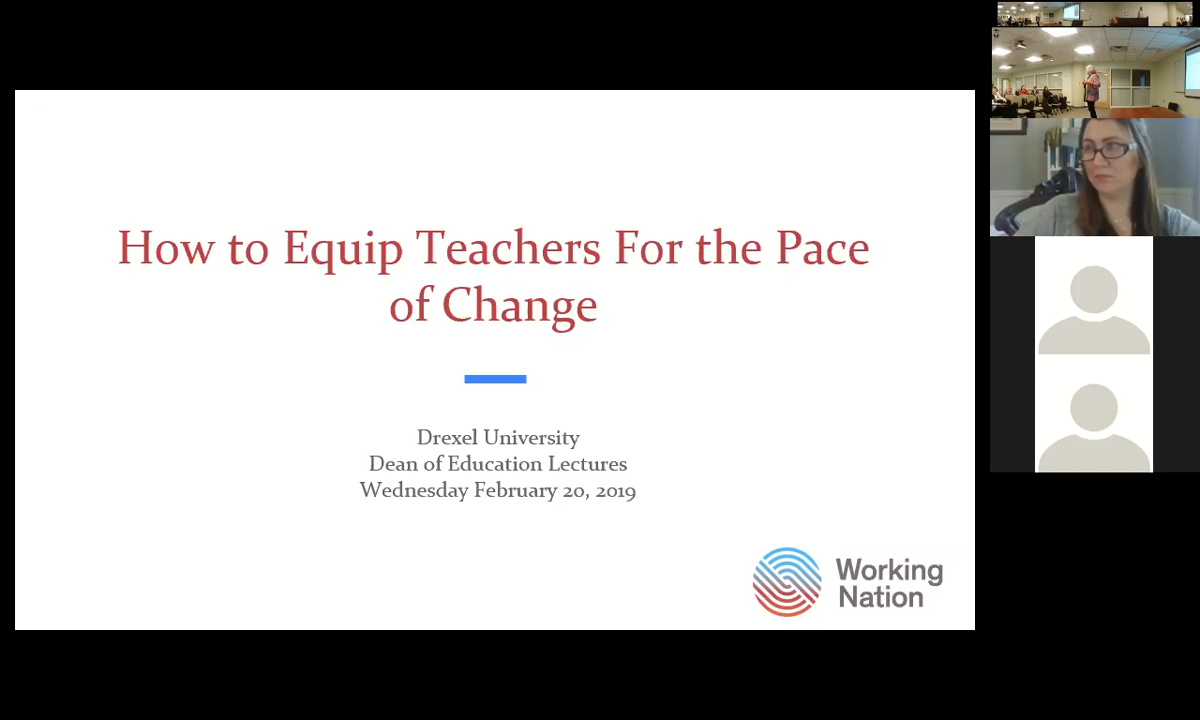 How to Equip Teachers For the Pace
of Change
Drexel University
Dean of Education Lectures
Wednesday February 20, 2019
Working
Nation